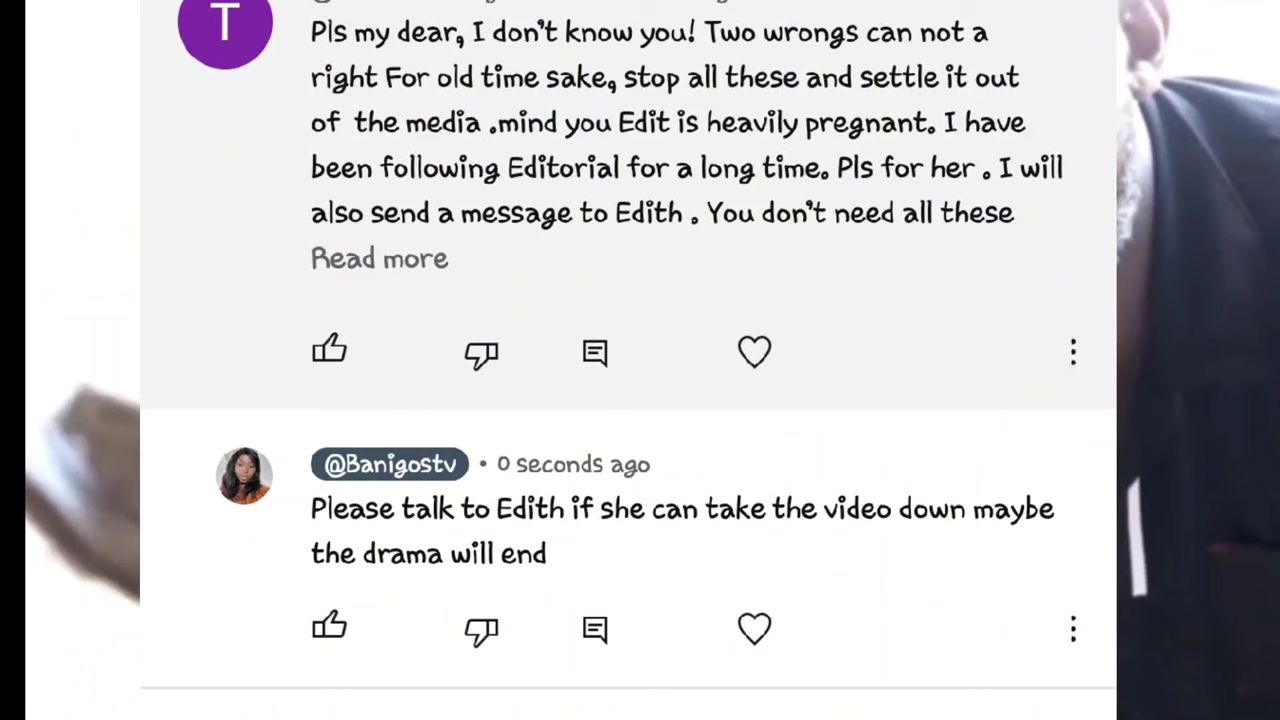 T
Pls my dear, I don't know you! Two wrongs can not a
right For old time sake, stop all these and settle it out
of the media .mind you Edit is heavily pregnant. I have
been following Editorial for a long time. Pls for her . I will
also send a message to Edith . You don't need all these
Read more
@Banigostv • 0 seconds ago
Please talk to Edith if she can take the video down maybe
the drama will end